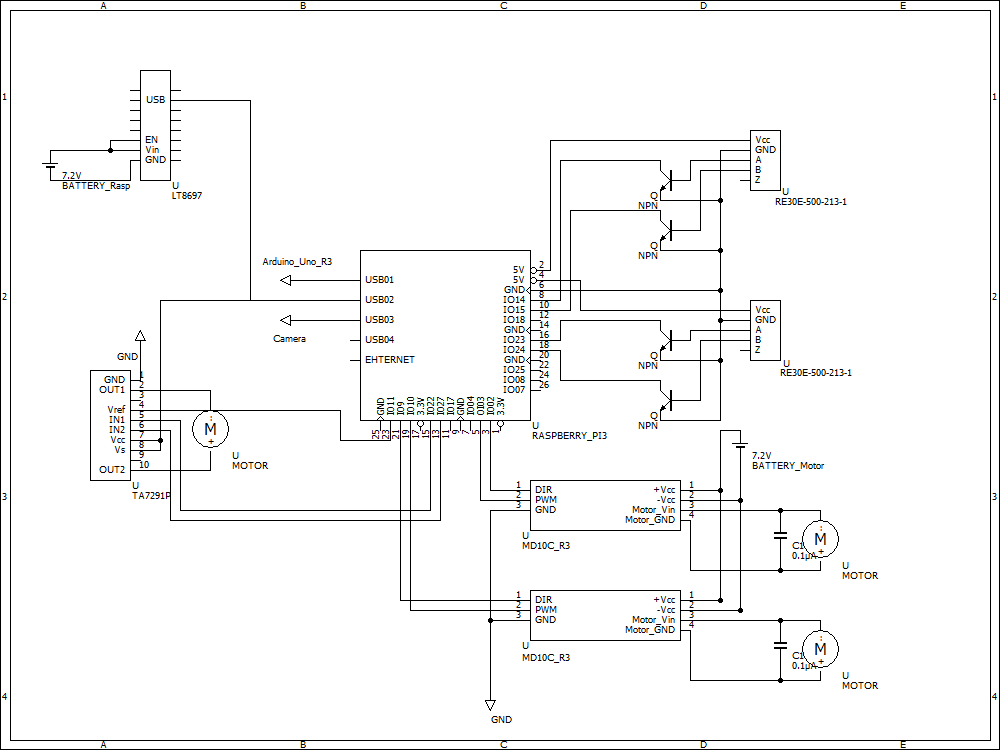 A B C D E
1 1
USB
EN
Vin
GND
7.2V
BATTERY_Rasp
U
LT8697
Vcc
GND
A
B
Z
U
RE30E-500-213-1
Q
NPN
Q
NPN
Arduino_Uno_R3
USB01
USB02
USB03
USB04
EHTERNET
Camera
5V 2
5V 4
GND 6
IO14 8
IO15 10
IO18 12
GND 14
IO23 16
IO24 18
GND 20
IO25 22
IO08 24
IO07 26
GND IO11 IO9 IO10 3.3V IO22 IO27 IO17 GND IO04 IO03 IO02 3.3V
25 23 21 19 17 15 13 11 9 7 5 3 1
U
RASPBERRY_PI3
2 2
Vcc
GND
A
B
Z
U
RE30E-500-213-1
Q
NPN
Q
NPN
GND
GND 1
OUT1 2
3
Vref 4
IN1 5
IN2 6
Vcc 7
Vs 8
9
OUT2 10
U
TA7291P
M
+
U
MOTOR
7.2V
BATTERY_Motor
3 3
1 DIR +Vcc 1
2 PWM -Vcc 2
3 GND Motor_Vin 3
Motor_GND 4
U
MD10C_R3
C1
0.1μA
M
+
U
MOTOR
1 DIR +Vcc 1
2 PWM -Vcc 2
3 GND Motor_Vin 3
Motor_GND 4
U
MD10C_R3
C1
0.1μA
M
+
U
MOTOR
4 4
GND
A B C D E